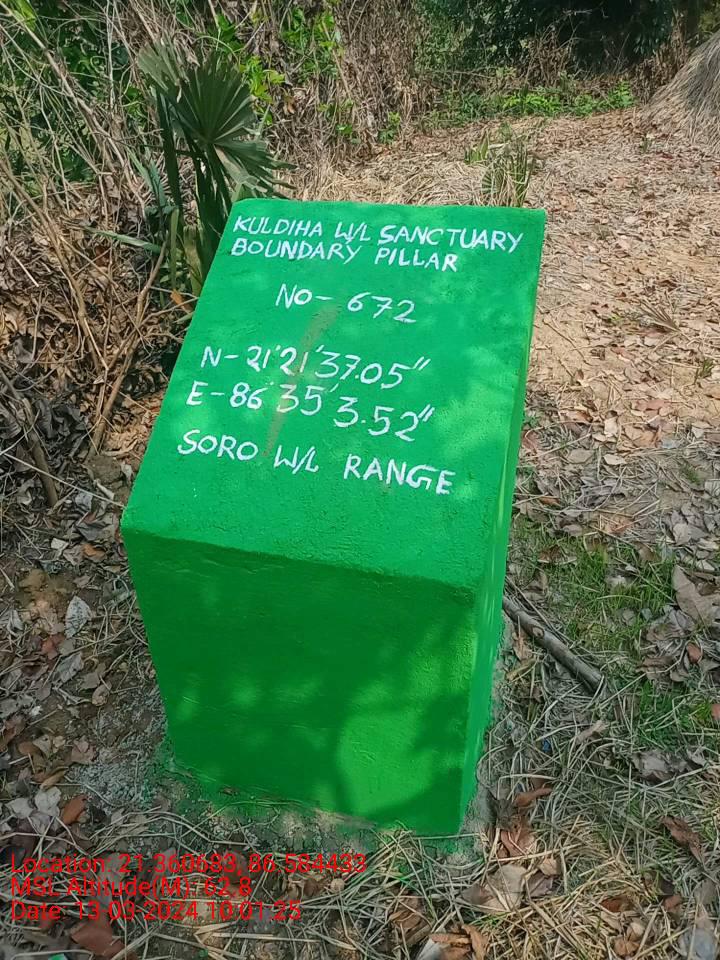 KULDIHA W/L SANCTUARY
BOUNDARY PILLAR
NO- 672
N-21°21'37.05"
E-86°35'3.52"
SORO W/L RANGE
Location: 21.360683, 86.584433
MSL Altitude(M): 62.8
Date: 13-03-2024 10:01:25